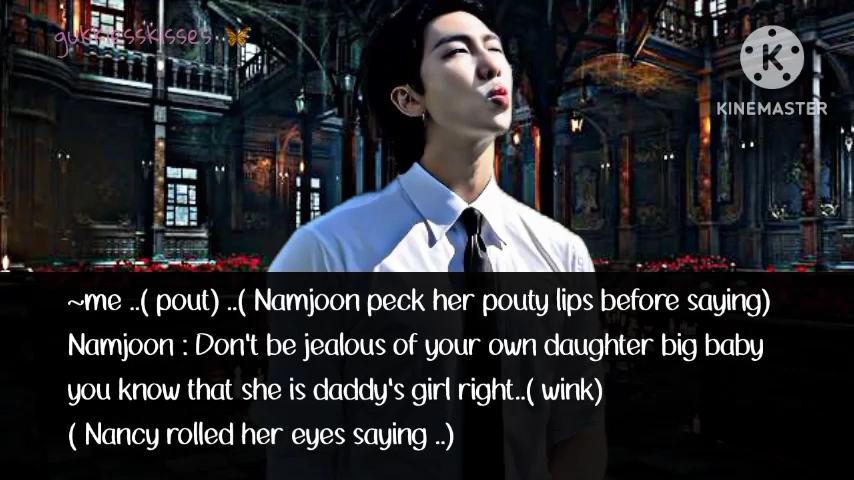 gukkiesskisses 🦋
KINEMASTER
~me ..( pout) ..( Namjoon peck her pouty lips before saying)
Namjoon : Don't be jealous of your own daughter big baby
you know that she is daddy's girl right..( wink)
( Nancy rolled her eyes saying ..)